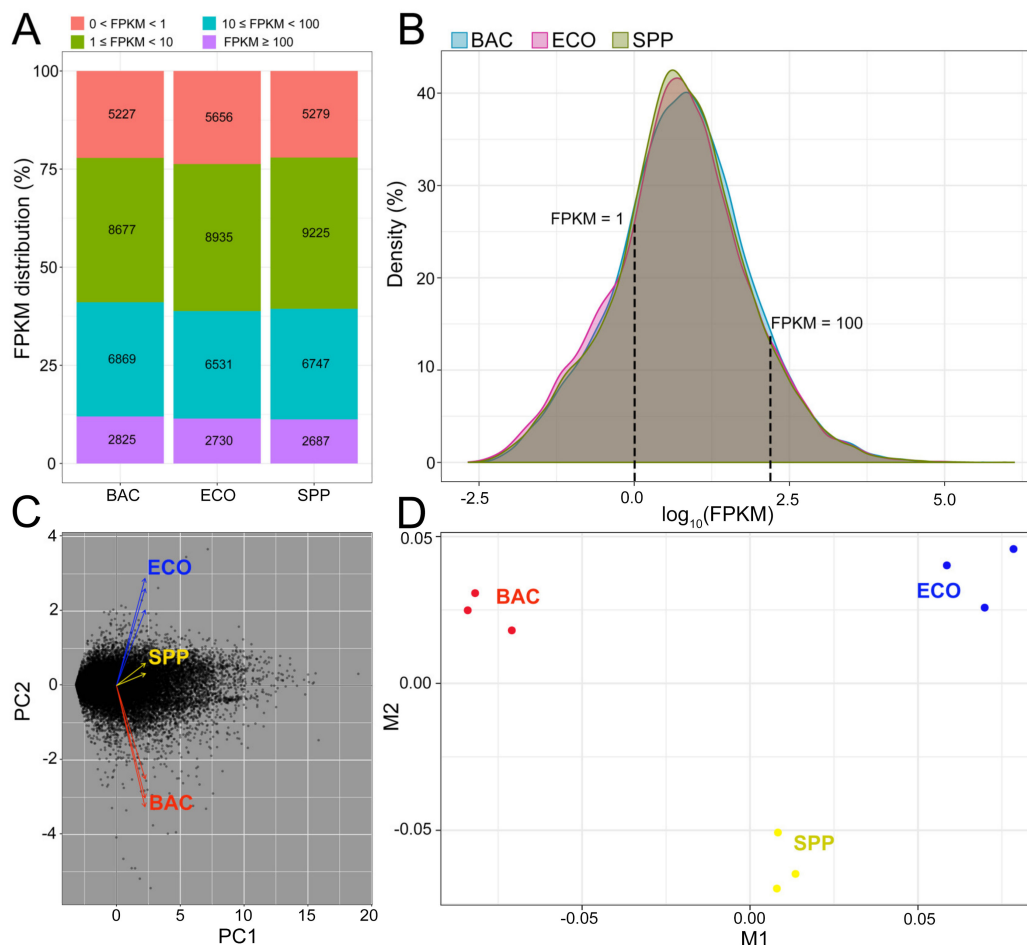 A
0 < FPKM < 1
10 ≤ FPKM < 100
1 ≤ FPKM < 10
FPKM ≥ 100
FPKM distribution (%)
100
75
50
25
0
5227
5656
5279
8677
8935
9225
6869
6531
6747
2825
2730
2687
BAC
ECO
SPP
B
BAC
ECO
SPP
Density (%)
40
30
20
10
0
FPKM = 1
FPKM = 100
-2.5
0.0
2.5
5.0
log10(FPKM)
C
PC2
4
2
0
-2
-4
ECO
SPP
BAC
0
5
10
15
20
PC1
D
M2
0.05
0.00
-0.05
BAC
ECO
SPP
-0.05
0.00
0.05
M1